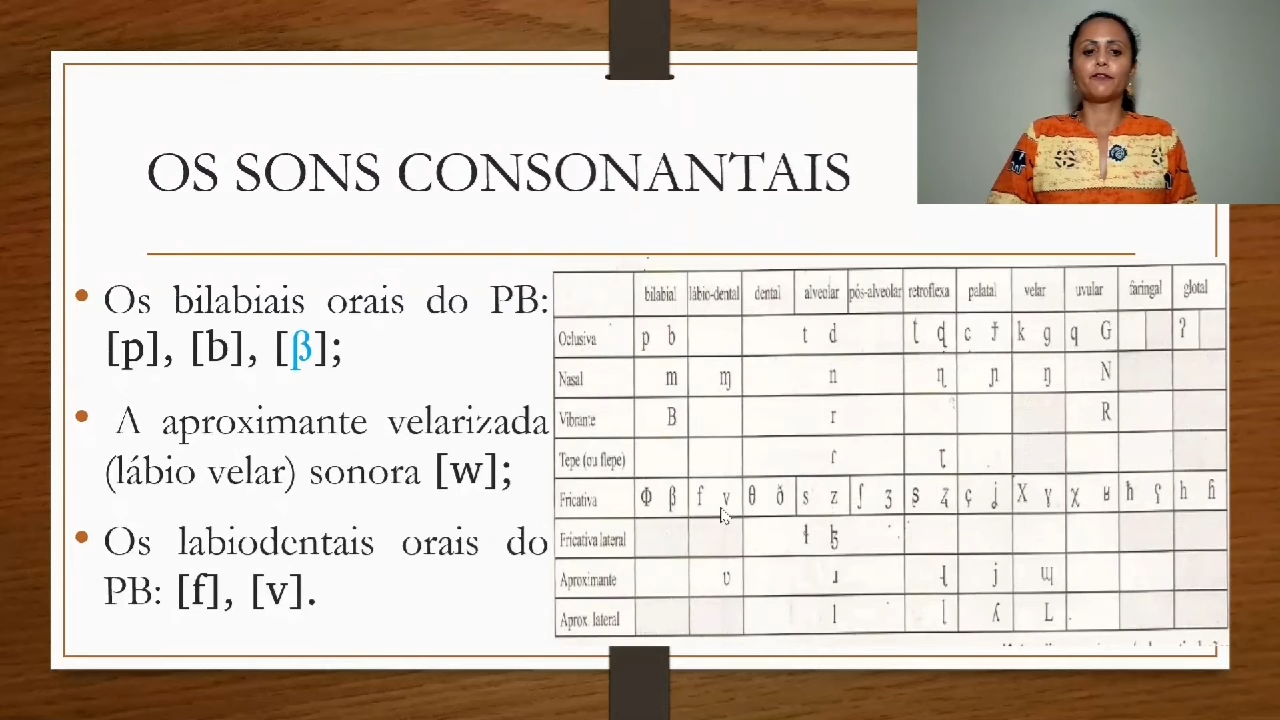 OS SONS CONSONANTAIS
• Os bilabiais orais do PB:
[p], [b], [β];
• A aproximante velarizada
(lábio velar) sonora [w];
• Os labiodentais orais do
PB: [f], [v].
bilabial lábio-dental dental alveolar pós-alveolar retroflexa palatal velar uvular faringal glotal
Oclusiva p b t d ʈ ɖ c ɟ k g q G ʔ
Nasal m ɱ n ɳ ɲ ŋ N
Vibrante B r R
Tepe (ou flepe) ɾ ɽ
Fricativa Φ β f v θ ð s z ʃ ʒ ʂ ʐ ç ʝ X ɣ χ ʁ ħ ʕ h ɦ
Fricativa lateral ɬ ɮ
Aproximante ʋ ɹ ɻ j ɰ
Aprox. lateral l ɭ ʎ L